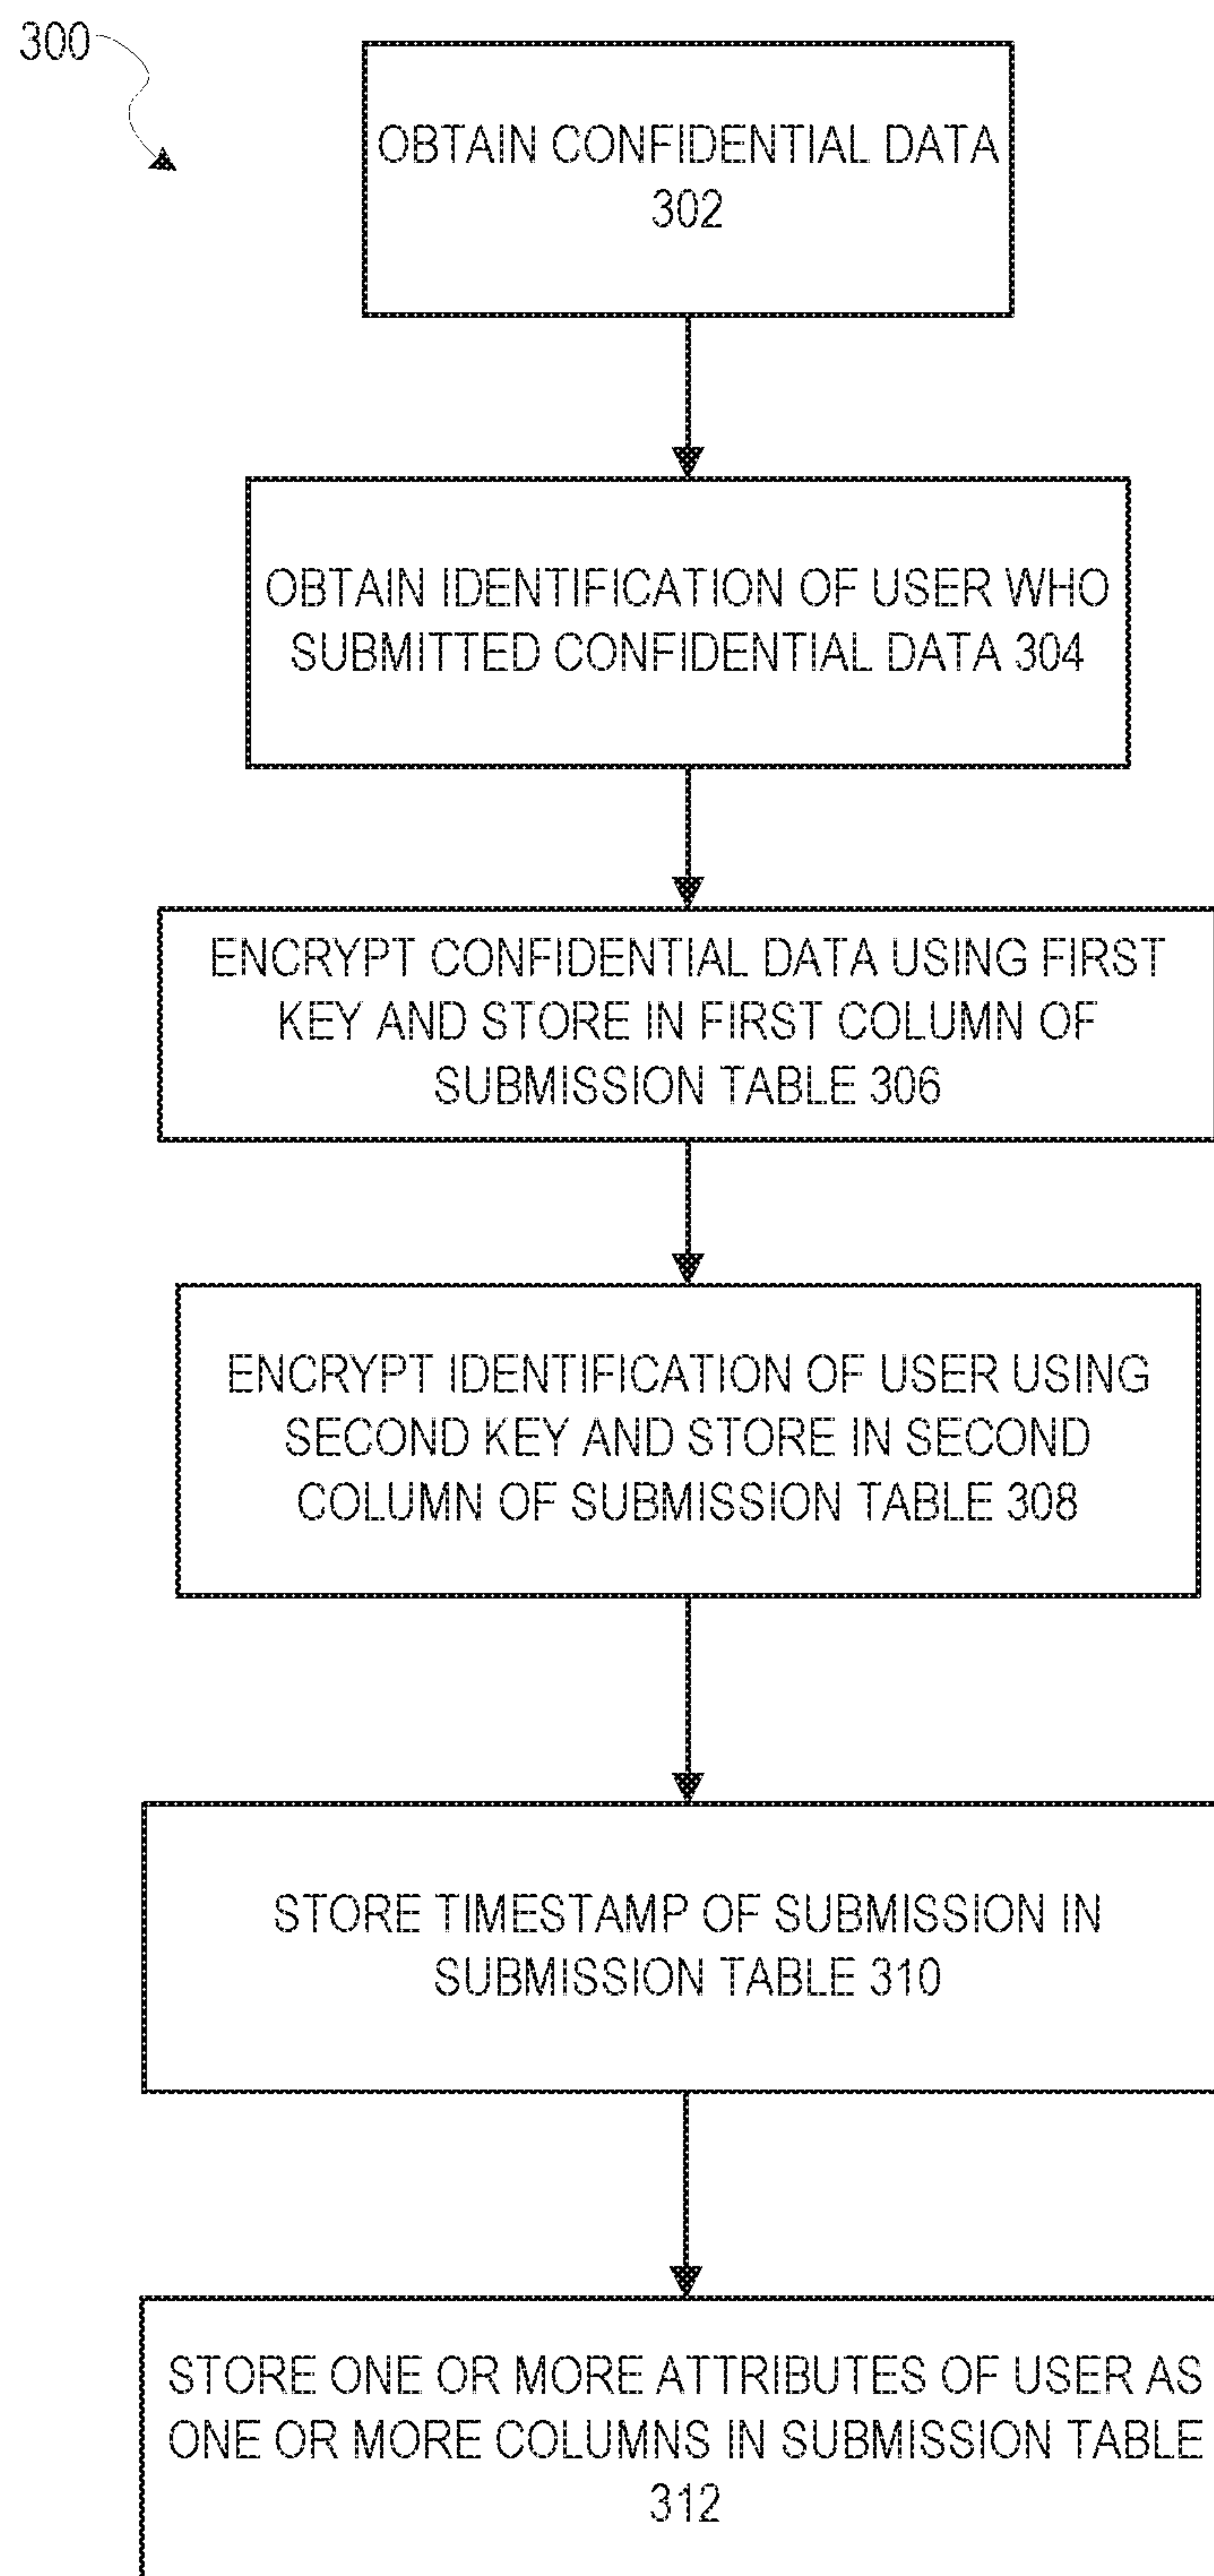 300
OBTAIN CONFIDENTIAL DATA
302
OBTAIN IDENTIFICATION OF USER WHO
SUBMITTED CONFIDENTIAL DATA 304
ENCRYPT CONFIDENTIAL DATA USING FIRST
KEY AND STORE IN FIRST COLUMN OF
SUBMISSION TABLE 306
ENCRYPT IDENTIFICATION OF USER USING
SECOND KEY AND STORE IN SECOND
COLUMN OF SUBMISSION TABLE 308
STORE TIMESTAMP OF SUBMISSION IN
SUBMISSION TABLE 310
STORE ONE OR MORE ATTRIBUTES OF USER AS
ONE OR MORE COLUMNS IN SUBMISSION TABLE
312